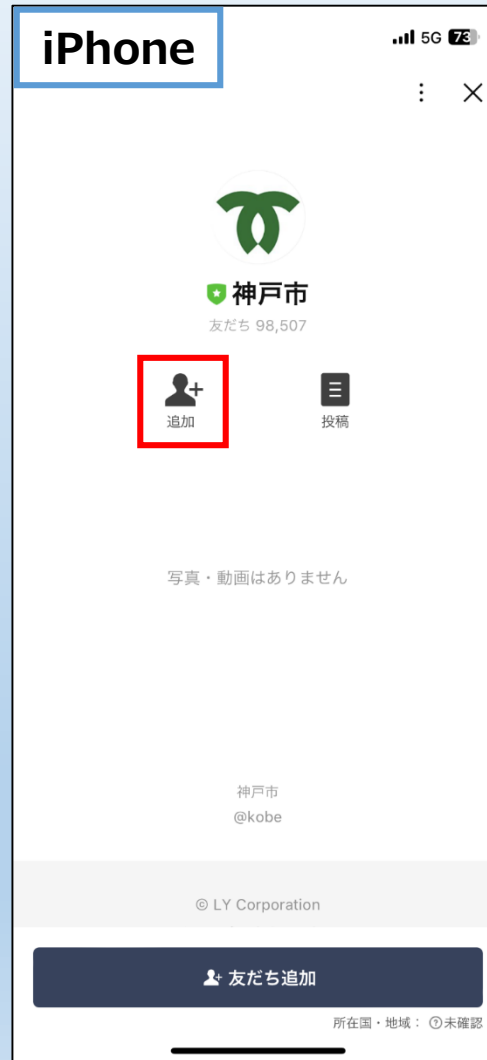 iPhone
5G 73
神戸市
友だち 98,507
追加
投稿
写真・動画はありません
神戸市
@kobe
© LY Corporation
友だち追加
所在国・地域： ?未確認